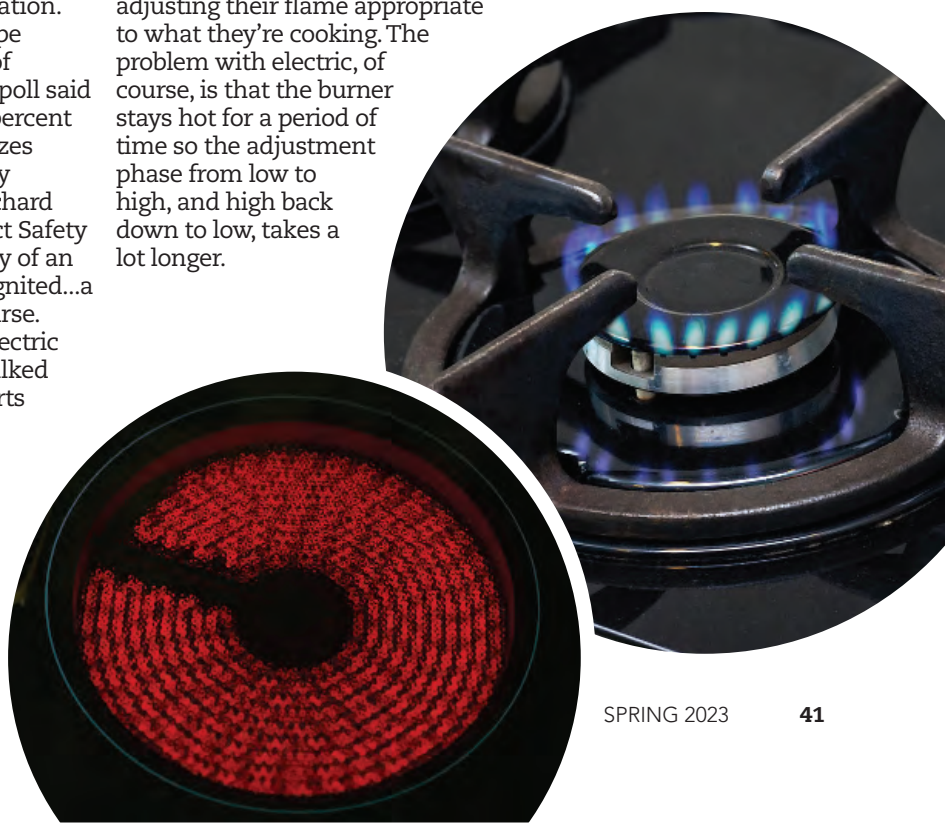 ation.
pe
of
poll said
percent
zes
y
chard
ct Safety
y of an
gnited...a
rse.
ectric
lked
rts
adjusting their flame appropriate
to what they're cooking. The
problem with electric, of
course, is that the burner
stays hot for a period of
time so the adjustment
phase from low to
high, and high back
down to low, takes a
lot longer.
SPRING 2023 41